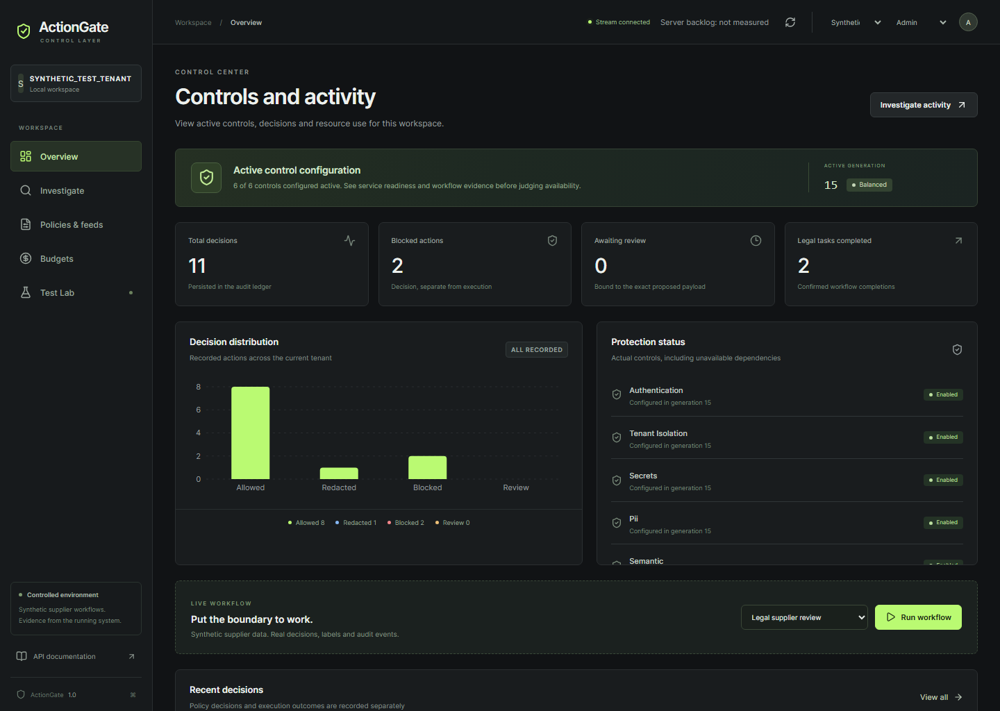 ActionGate
CONTROL LAYER
S
SYNTHETIC_TEST_TENANT
Local workspace
WORKSPACE
Overview
Investigate
Policies & feeds
Budgets
Test Lab
Controlled environment
Synthetic supplier workflows.
Evidence from the running system.
API documentation
ActionGate 1.0 ⌘
Workspace / Overview
Stream connected
Server backlog: not measured
Syntheti
Admin
A
CONTROL CENTER
Controls and activity
View active controls, decisions and resource use for this workspace.
Investigate activity
Active control configuration
6 of 6 controls configured active. See service readiness and workflow evidence before judging availability.
ACTIVE GENERATION
15 Balanced
Total decisions
11
Persisted in the audit ledger
Blocked actions
2
Decision, separate from execution
Awaiting review
0
Bound to the exact proposed payload
Legal tasks completed
2
Confirmed workflow completions
Decision distribution
Recorded actions across the current tenant
ALL RECORDED
8
6
4
2
0
Allowed Redacted Blocked Review
Allowed 8 Redacted 1 Blocked 2 Review 0
Protection status
Actual controls, including unavailable dependencies
Authentication
Configured in generation 15
Enabled
Tenant Isolation
Configured in generation 15
Enabled
Secrets
Configured in generation 15
Enabled
Pii
Configured in generation 15
Enabled
Semantic
Enabled
LIVE WORKFLOW
Put the boundary to work.
Synthetic supplier data. Real decisions, labels and audit events.
Legal supplier review
Run workflow
Recent decisions
Policy decisions and execution outcomes are recorded separately
View all